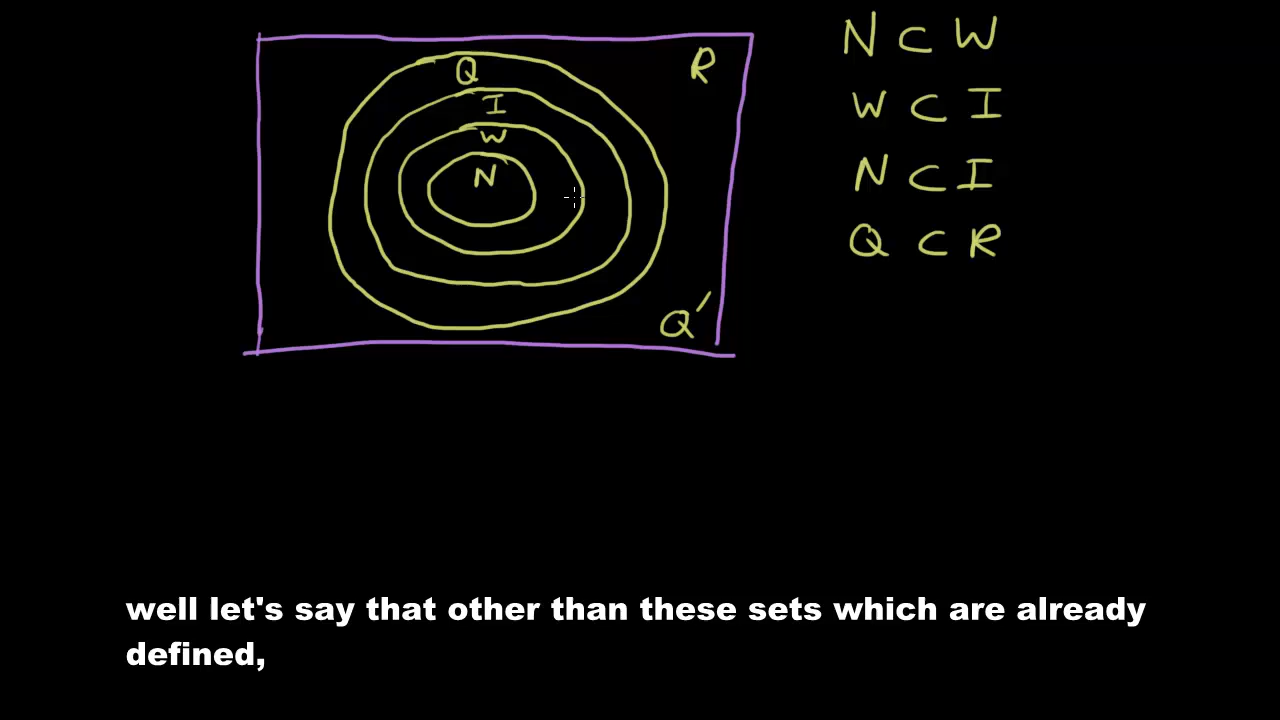 R
Q
I
W
N
Q′
N ⊂ W
W ⊂ I
N ⊂ I
Q ⊂ R
well let's say that other than these sets which are already
defined,